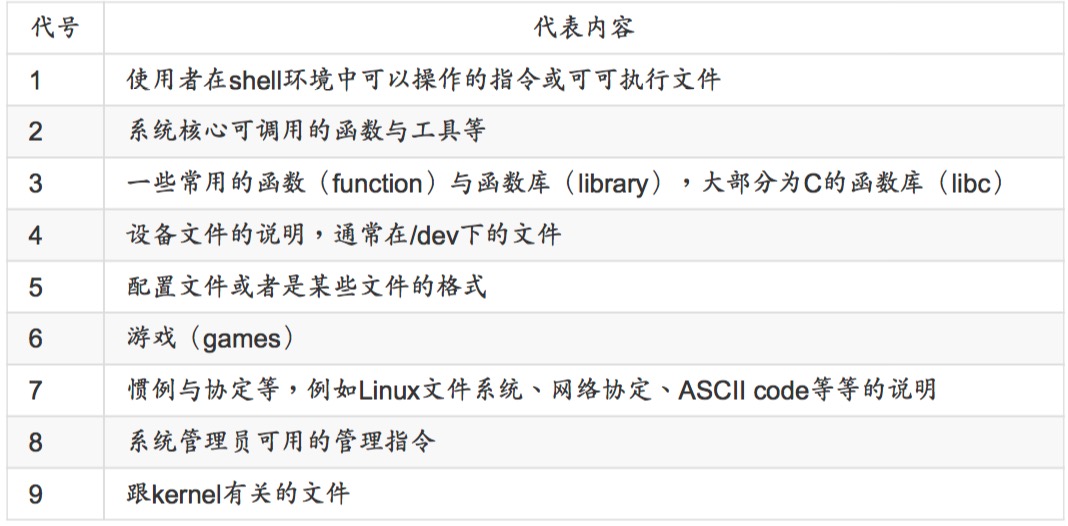 代号 代表内容
1 使用者在shell环境中可以操作的指令或可可执行文件
2 系统核心可调用的函数与工具等
3 一些常用的函数（function）与函数库（library），大部分为C的函数库（libc）
4 设备文件的说明，通常在/dev下的文件
5 配置文件或者是某些文件的格式
6 游戏（games）
7 惯例与协定等，例如Linux文件系统、网络协定、ASCII code等等的说明
8 系统管理员可用的管理指令
9 跟kernel有关的文件